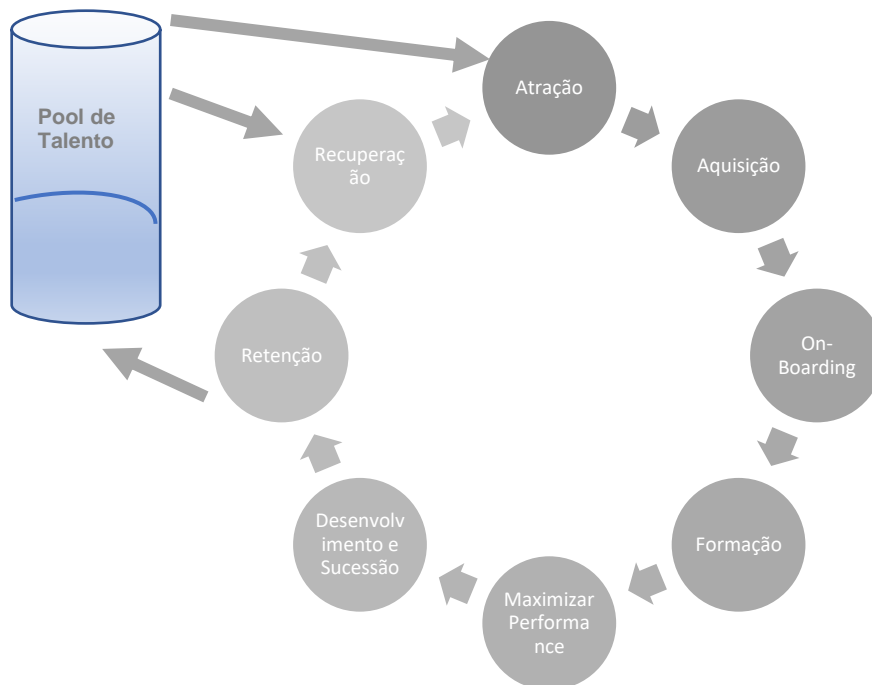 Pool de
Talento
Atração
Recuperaç
ão
Aquisição
Retenção
On-
Boarding
Desenvolv
imento e
Sucessão
Formação
Maximizar
Performa
nce